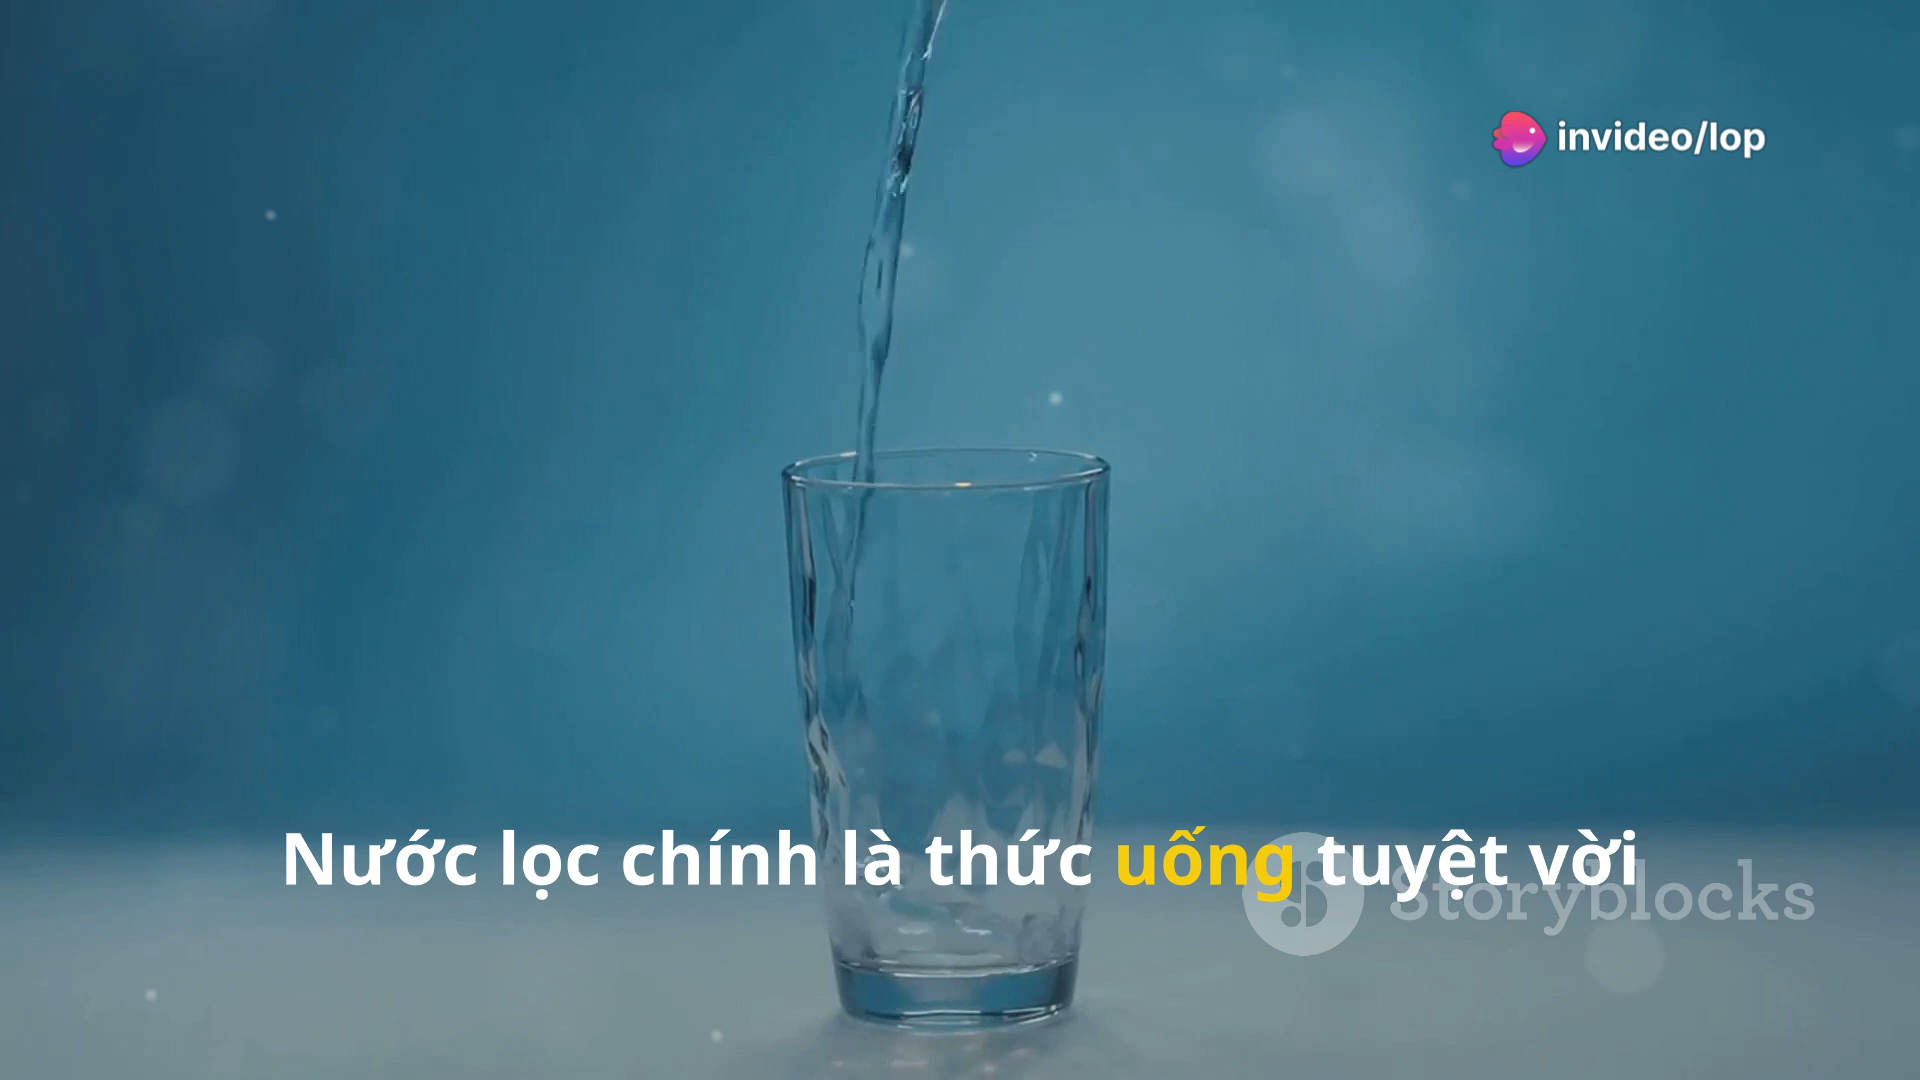 invideo/lop
Nước lọc chính là thức uống tuyệt vời
Storyblocks